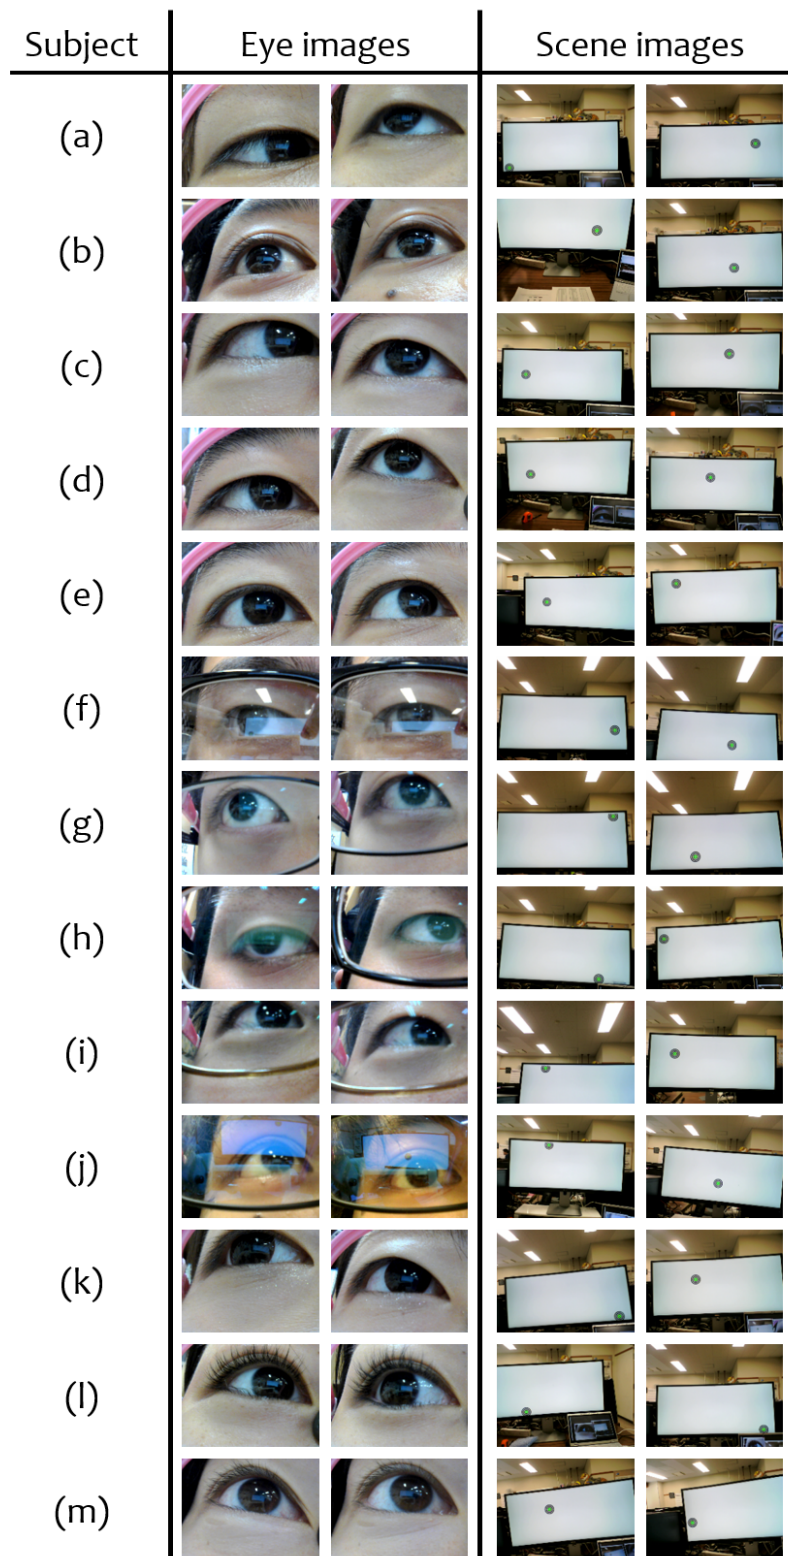 Subject Eye images Scene images
(a)
(b)
(c)
(d)
(e)
(f)
(g)
(h)
(i)
(j)
(k)
(l)
(m)